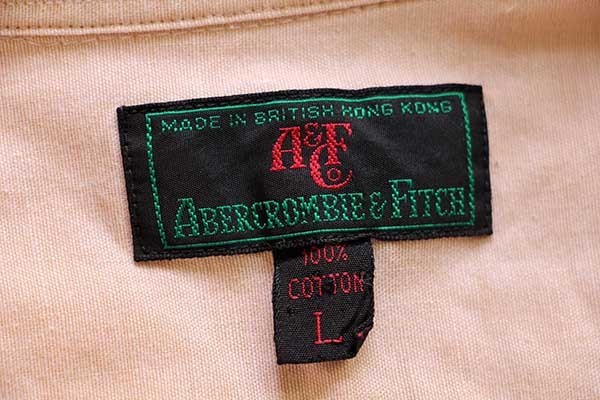 MADE IN BRITISH HONG KONG
A&F Co
ABERCROMBIE & FITCH
100%
COTTON
L